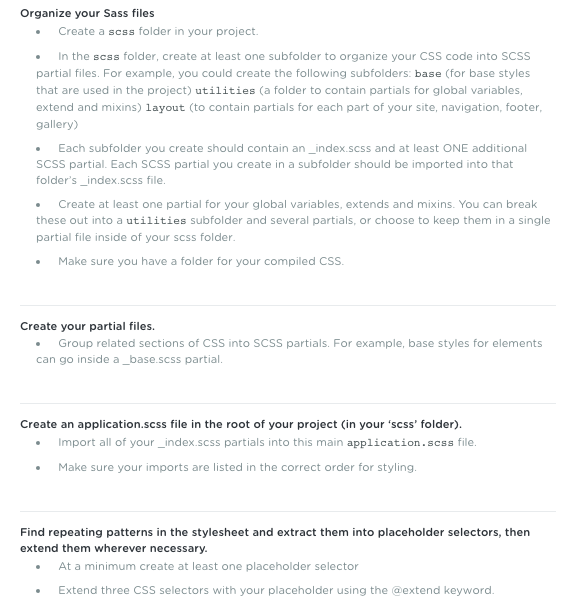 Organize your Sass files
• Create a scss folder in your project.
• In the scss folder, create at least one subfolder to organize your CSS code into SCSS
partial files. For example, you could create the following subfolders: base (for base styles
that are used in the project) utilities (a folder to contain partials for global variables,
extend and mixins) layout (to contain partials for each part of your site, navigation, footer,
gallery)
• Each subfolder you create should contain an _index.scss and at least ONE additional
SCSS partial. Each SCSS partial you create in a subfolder should be imported into that
folder's _index.scss file.
• Create at least one partial for your global variables, extends and mixins. You can break
these out into a utilities subfolder and several partials, or choose to keep them in a single
partial file inside of your scss folder.
• Make sure you have a folder for your compiled CSS.
Create your partial files.
• Group related sections of CSS into SCSS partials. For example, base styles for elements
can go inside a _base.scss partial.
Create an application.scss file in the root of your project (in your 'scss' folder).
• Import all of your _index.scss partials into this main application.scss file.
• Make sure your imports are listed in the correct order for styling.
Find repeating patterns in the stylesheet and extract them into placeholder selectors, then
extend them wherever necessary.
• At a minimum create at least one placeholder selector
• Extend three CSS selectors with your placeholder using the @extend keyword.